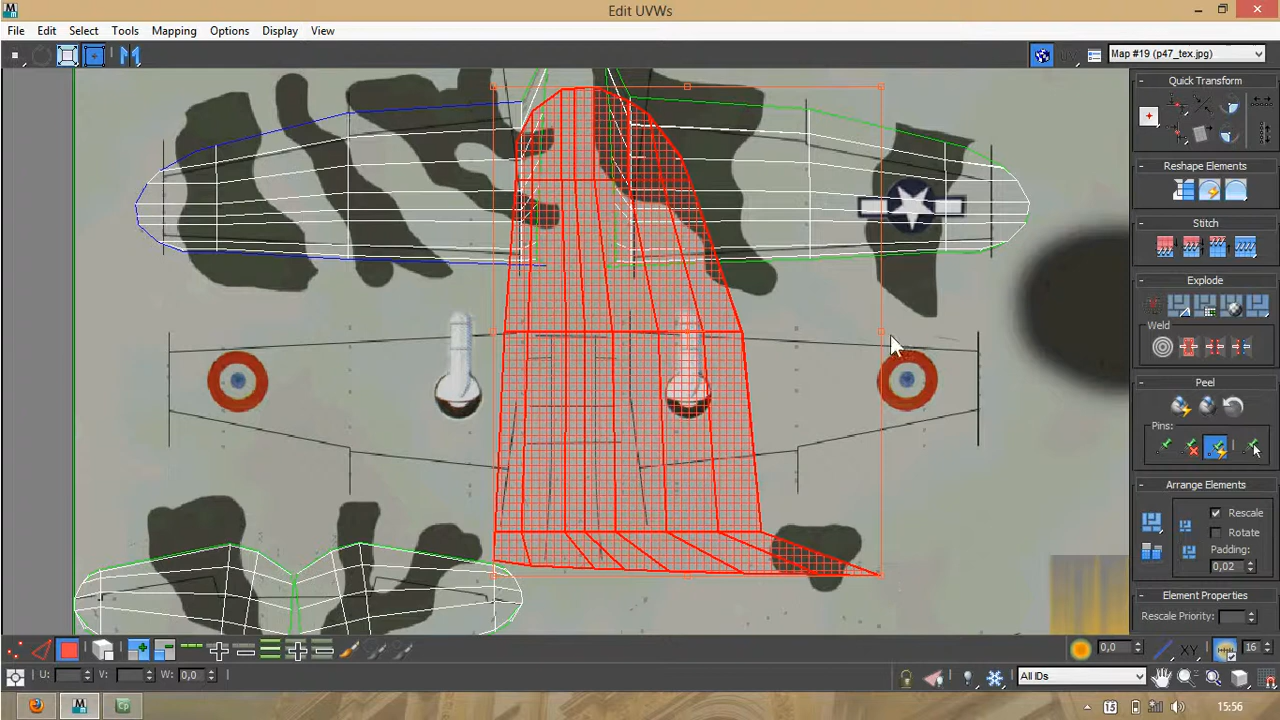 Edit UVWs
File Edit Select Tools Mapping Options Display View
Map #19 (p47_tex.jpg)
Quick Transform
Reshape Elements
Stitch
Explode
Weld
Peel
Pins:
Arrange Elements
Rescale
Rotate
Padding:
0,02
Element Properties
Rescale Priority:
0,0
XY
16
U: V: W: 0,0
All IDs
15:56